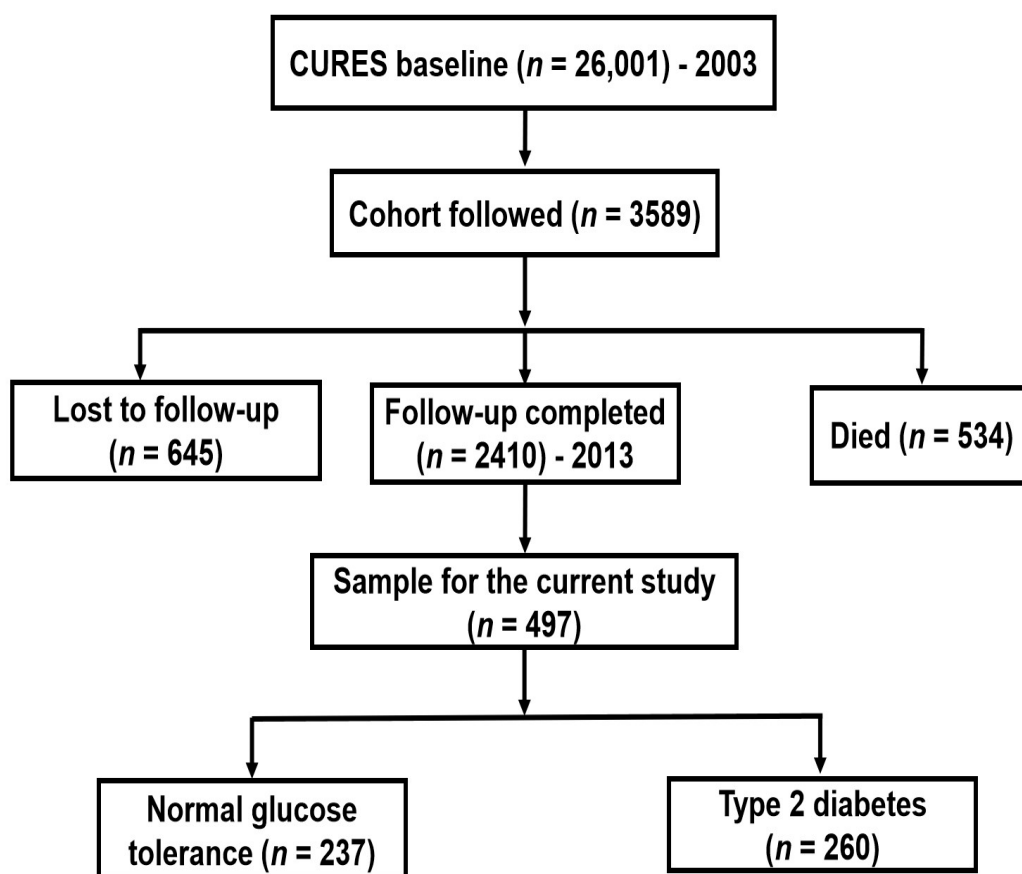 CURES baseline (n = 26,001) - 2003
Cohort followed (n = 3589)
Lost to follow-up
(n = 645)
Follow-up completed
(n = 2410) - 2013
Died (n = 534)
Sample for the current study
(n = 497)
Normal glucose
tolerance (n = 237)
Type 2 diabetes
(n = 260)